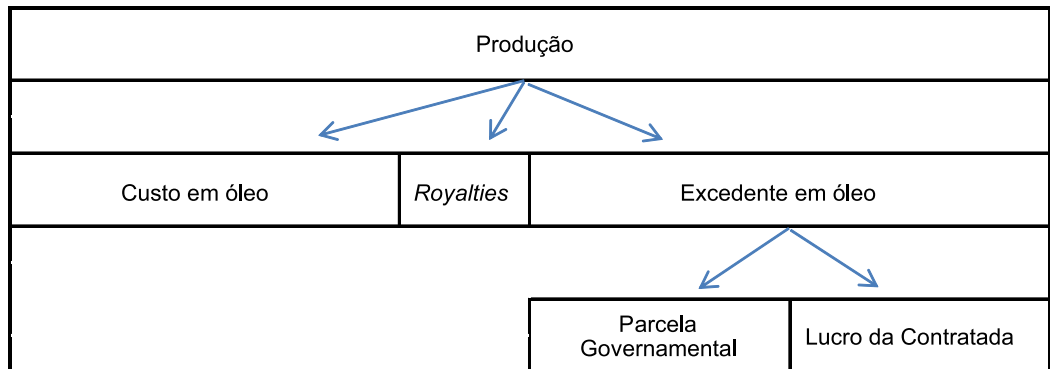 Produção
Custo em óleo
Royalties
Excedente em óleo
Parcela
Governamental
Lucro da Contratada